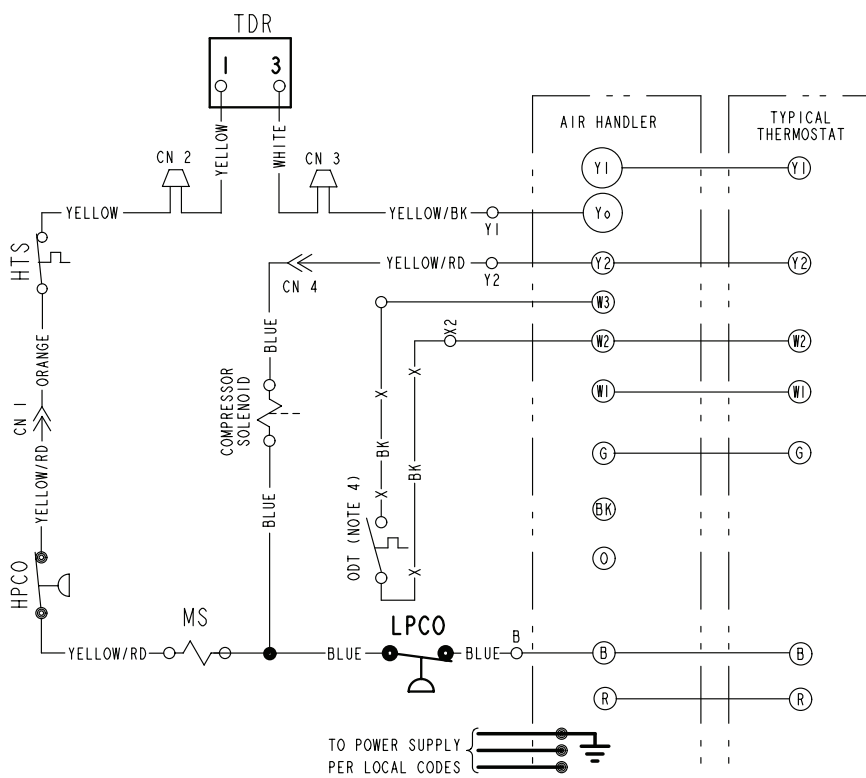 TDR
1 3
AIR HANDLER
TYPICAL
THERMOSTAT
YELLOW
WHITE
CN 2
CN 3
Y1
Y1
YELLOW
YELLOW/BK
Y1
Yo
HTS
YELLOW/RD
Y2
Y2
Y2
CN 4
W3
BLUE
X2
W2
W2
ORANGE
X
X
COMPRESSOR
SOLENOID
W1
W1
CN 1
BK
BK
G
G
YELLOW/RD
X
X
BLUE
ODT (NOTE 4)
BK
O
HPCO
MS
LPCO
B
YELLOW/RD
BLUE
BLUE
B
B
R
R
TO POWER SUPPLY
PER LOCAL CODES